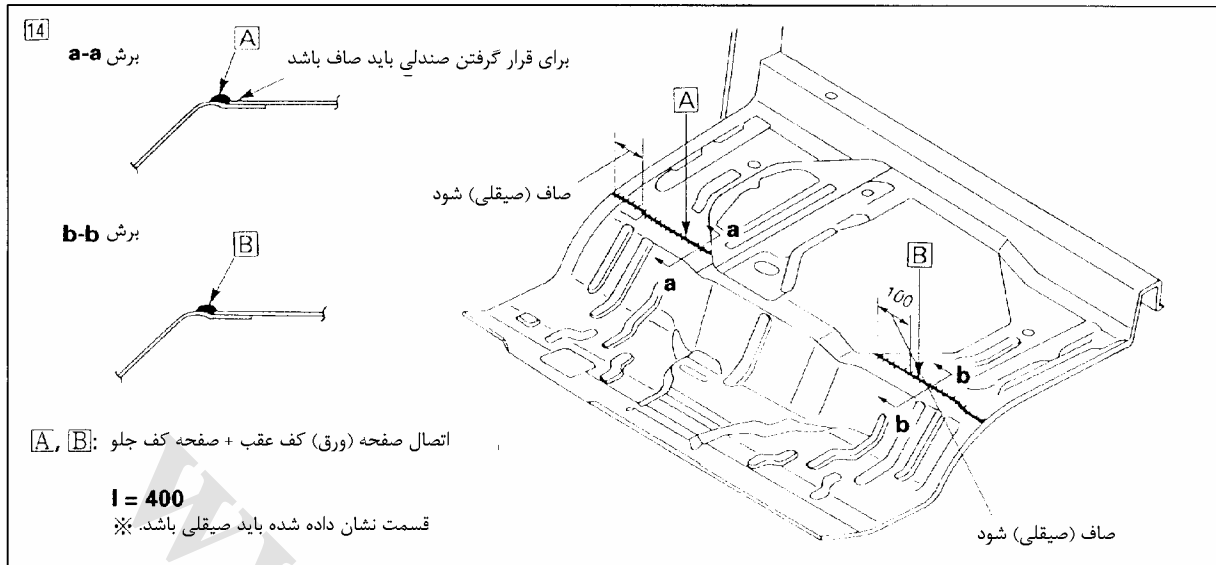 14
برش a-a
A
برای قرار گرفتن صندلی باید صاف باشد
A
صاف (صیقلی) شود
a
a
برش b-b
B
B
100
b
b
A, B: اتصال صفحه (ورق) کف عقب + صفحه کف جلو
l = 400
※ قسمت نشان داده شده باید صیقلی باشد.
صاف (صیقلی) شود